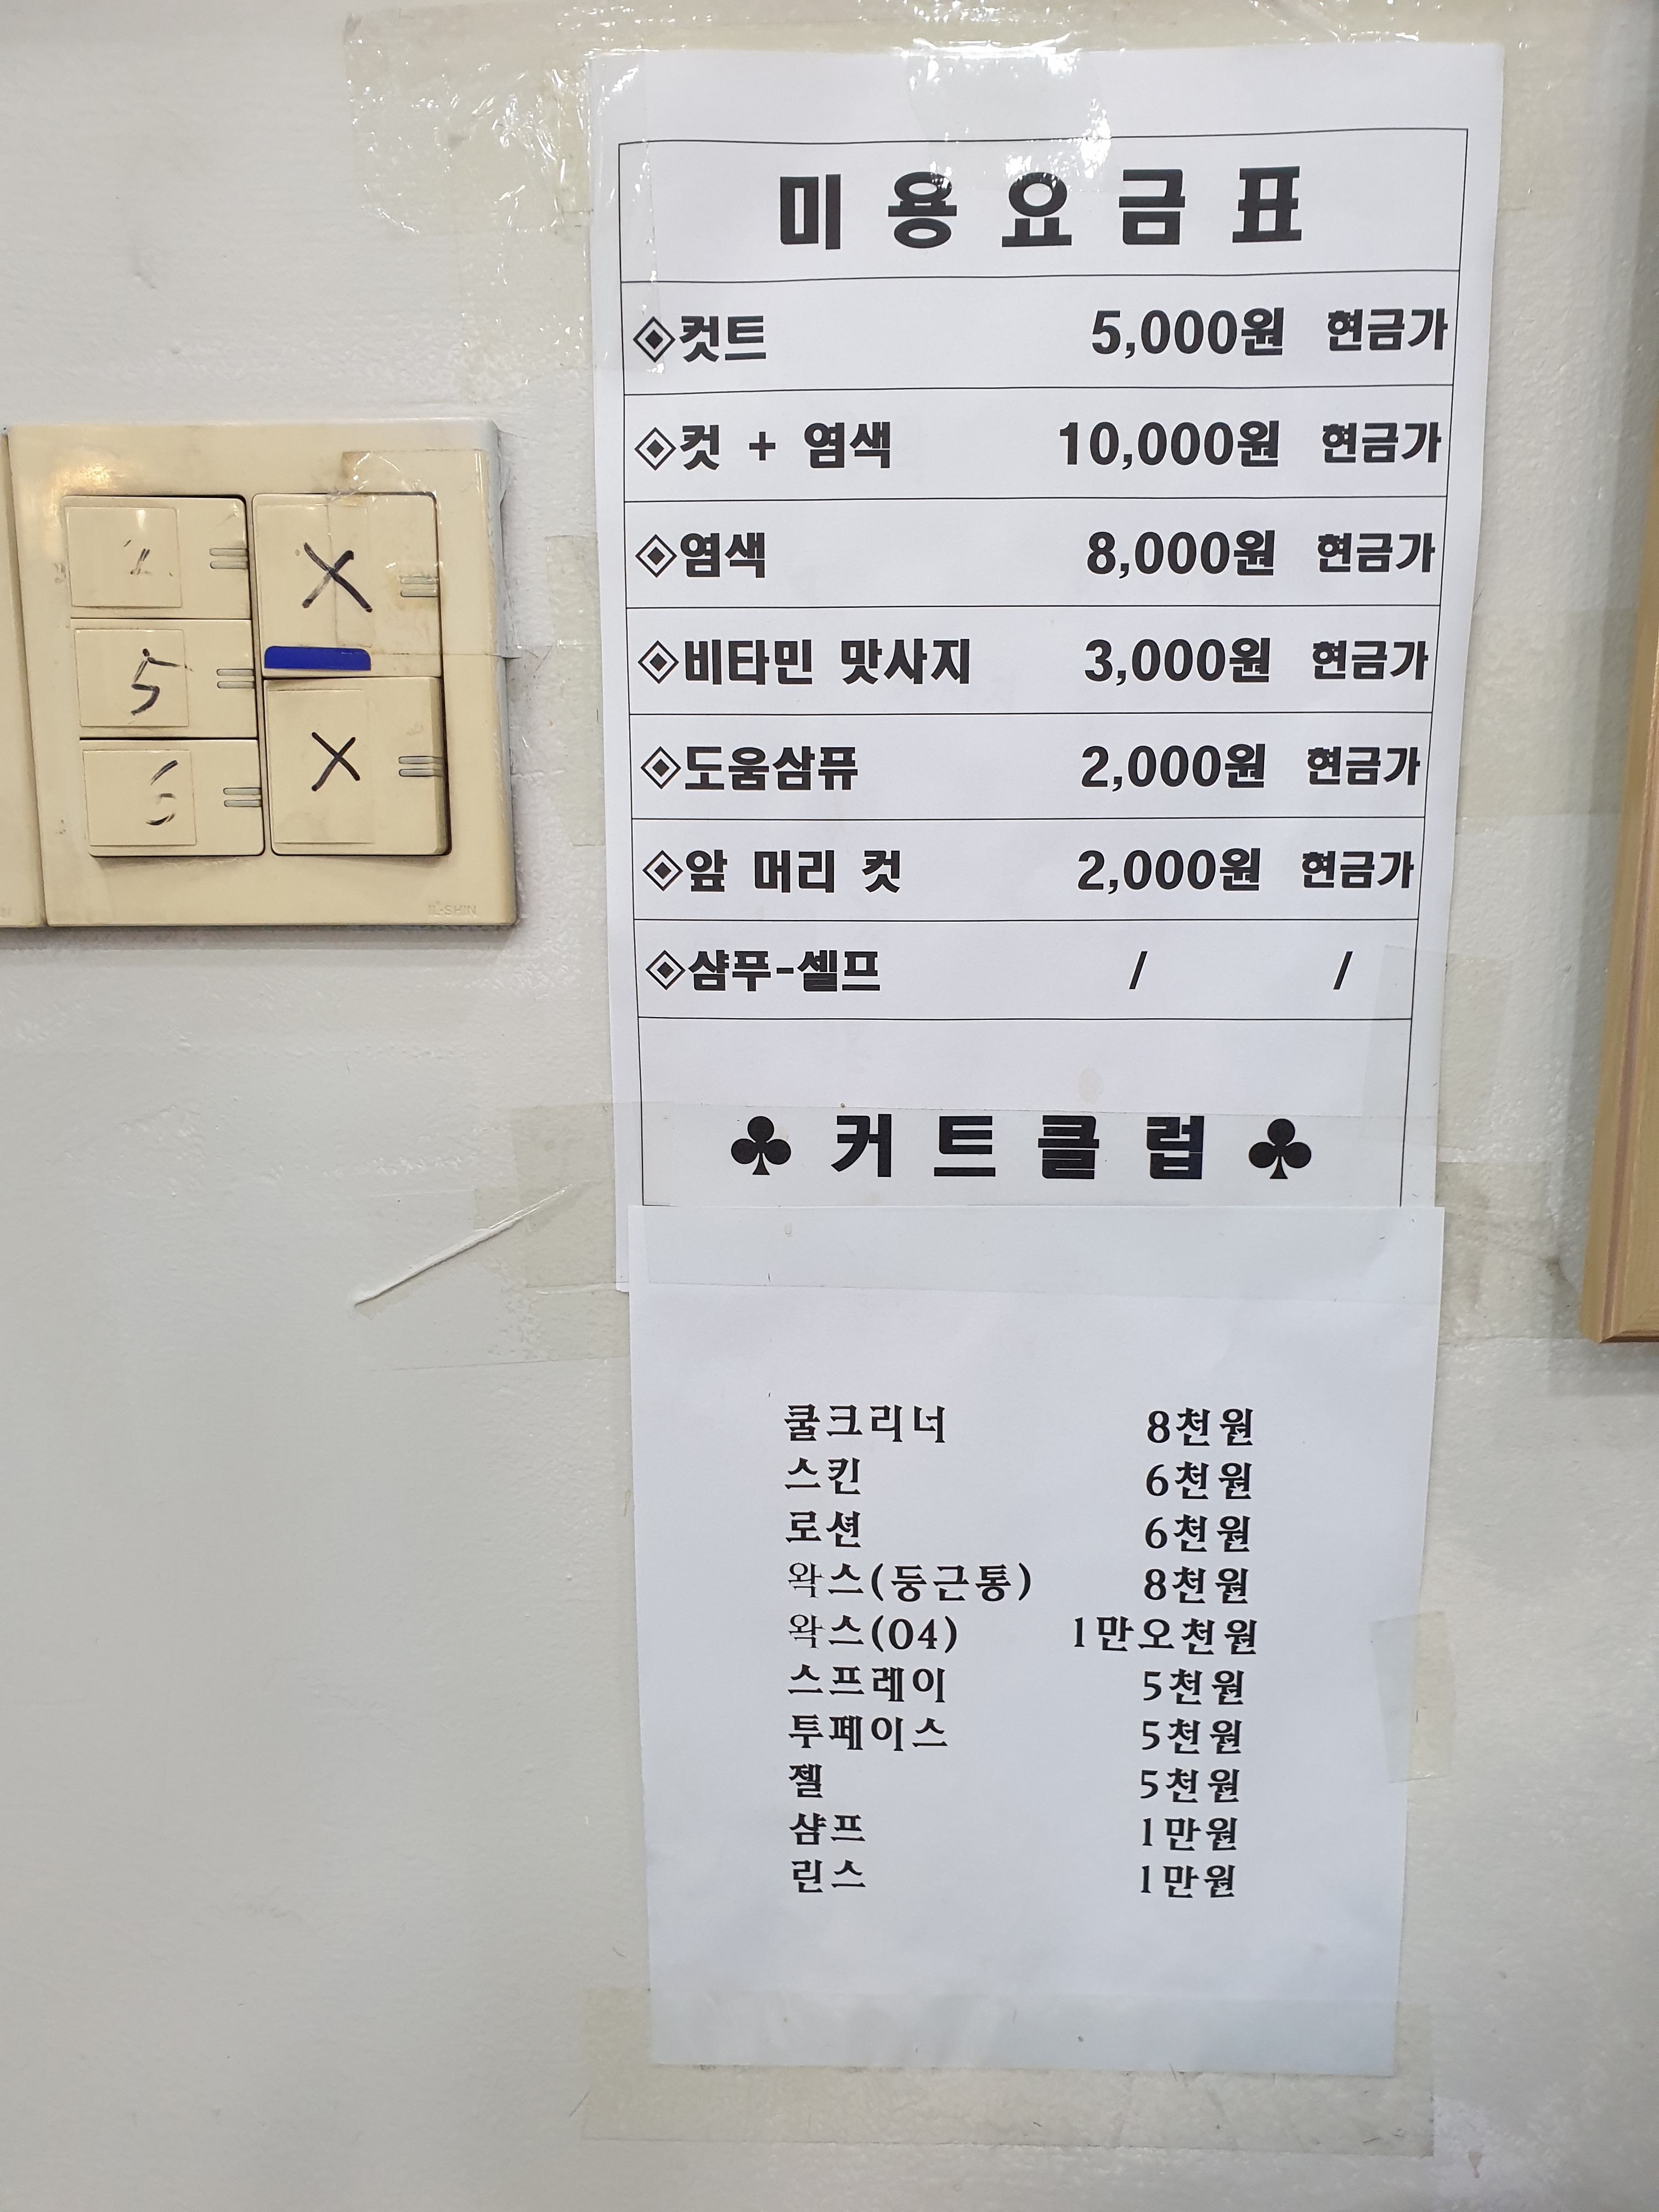 미용요금표
◈컷트 5,000원 현금가
◈컷 + 염색 10,000원 현금가
◈염색 8,000원 현금가
◈비타민 맛사지 3,000원 현금가
◈도움삼퓨 2,000원 현금가
◈앞 머리 컷 2,000원 현금가
◈샴푸-셀프 / /
♣ 커트클럽 ♣
쿨크리너 8천원
스킨 6천원
로션 6천원
왁스(둥근통) 8천원
왁스(04) 1만오천원
스프레이 5천원
투페이스 5천원
젤 5천원
샴프 1만원
린스 1만원
X
5
X
IL-SHIN